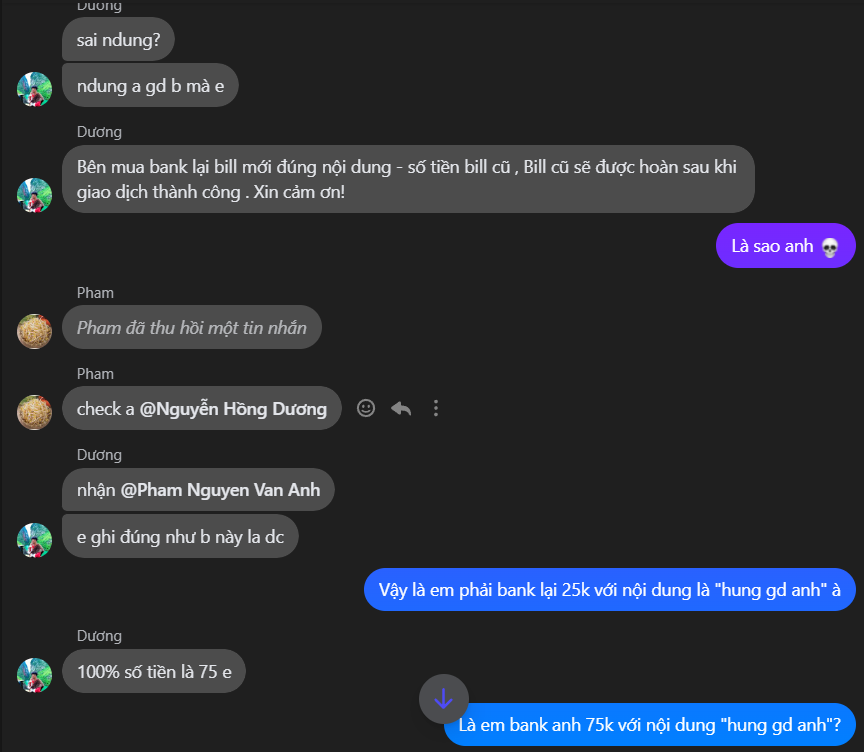 Dương
sai ndung?
ndung a gd b mà e
Dương
Bên mua bank lại bill mới đúng nội dung - số tiền bill cũ , Bill cũ sẽ được hoàn sau khi
giao dịch thành công . Xin cảm ơn!
Là sao anh 💀
Pham
Pham đã thu hồi một tin nhắn
Pham
check a @Nguyễn Hồng Dương
Dương
nhận @Pham Nguyen Van Anh
e ghi đúng như b này la dc
Vậy là em phải bank lại 25k với nội dung là "hung gd anh" à
Dương
100% số tiền là 75 e
Là em bank anh 75k với nội dung "hung gd anh"?